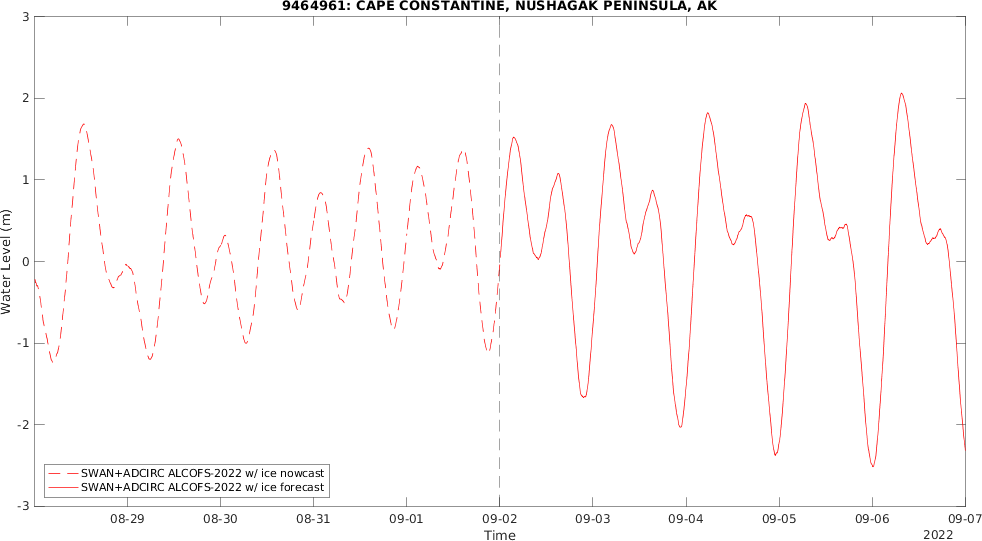 9464961: CAPE CONSTANTINE, NUSHAGAK PENINSULA, AK
3
2
1
0
-1
-2
-3
Water Level (m)
SWAN+ADCIRC ALCOFS-2022 w/ ice nowcast
SWAN+ADCIRC ALCOFS-2022 w/ ice forecast
08-29 08-30 08-31 09-01 09-02 09-03 09-04 09-05 09-06 09-07
Time
2022